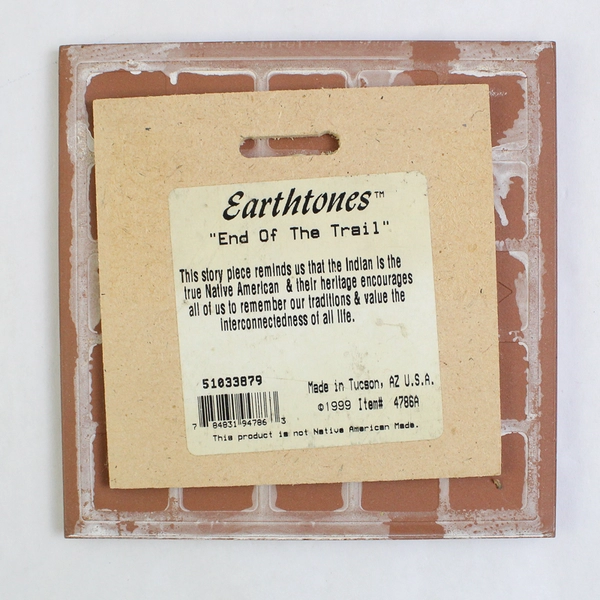 Earthtones™
"End Of The Trail"
This story piece reminds us that the Indian is the
true Native American & their heritage encourages
all of us to remember our traditions & value the
interconnectedness of all life.
51033879
Made in Tucson, AZ U.S.A.
©1999 Item# 4786A
7 84831 94786 3
This product is not Native American Made.